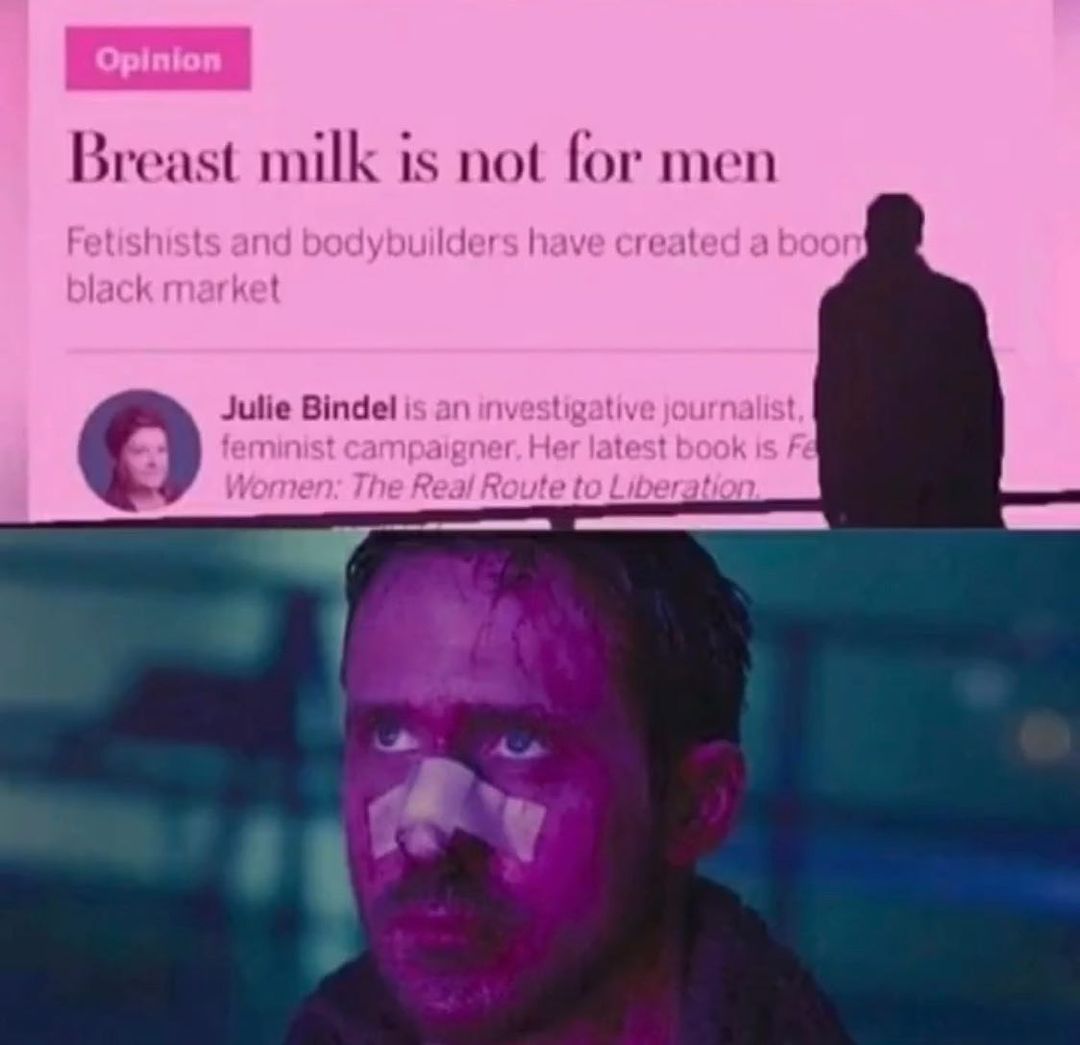 Opinion
Breast milk is not for men
Fetishists and bodybuilders have created a boom
black market
Julie Bindel is an investigative journalist,
feminist campaigner. Her latest book is
Women: The Real Route to Liberation.